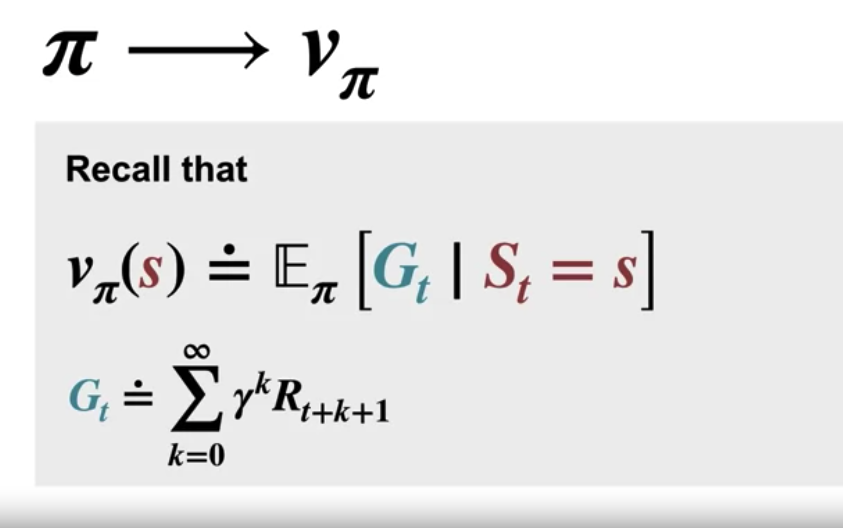 π ⟶ v_π
Recall that
v_π(s) ≐ 𝔼_π [G_t | S_t = s]
G_t ≐ ∑_{k=0}^{∞} γ^k R_{t+k+1}